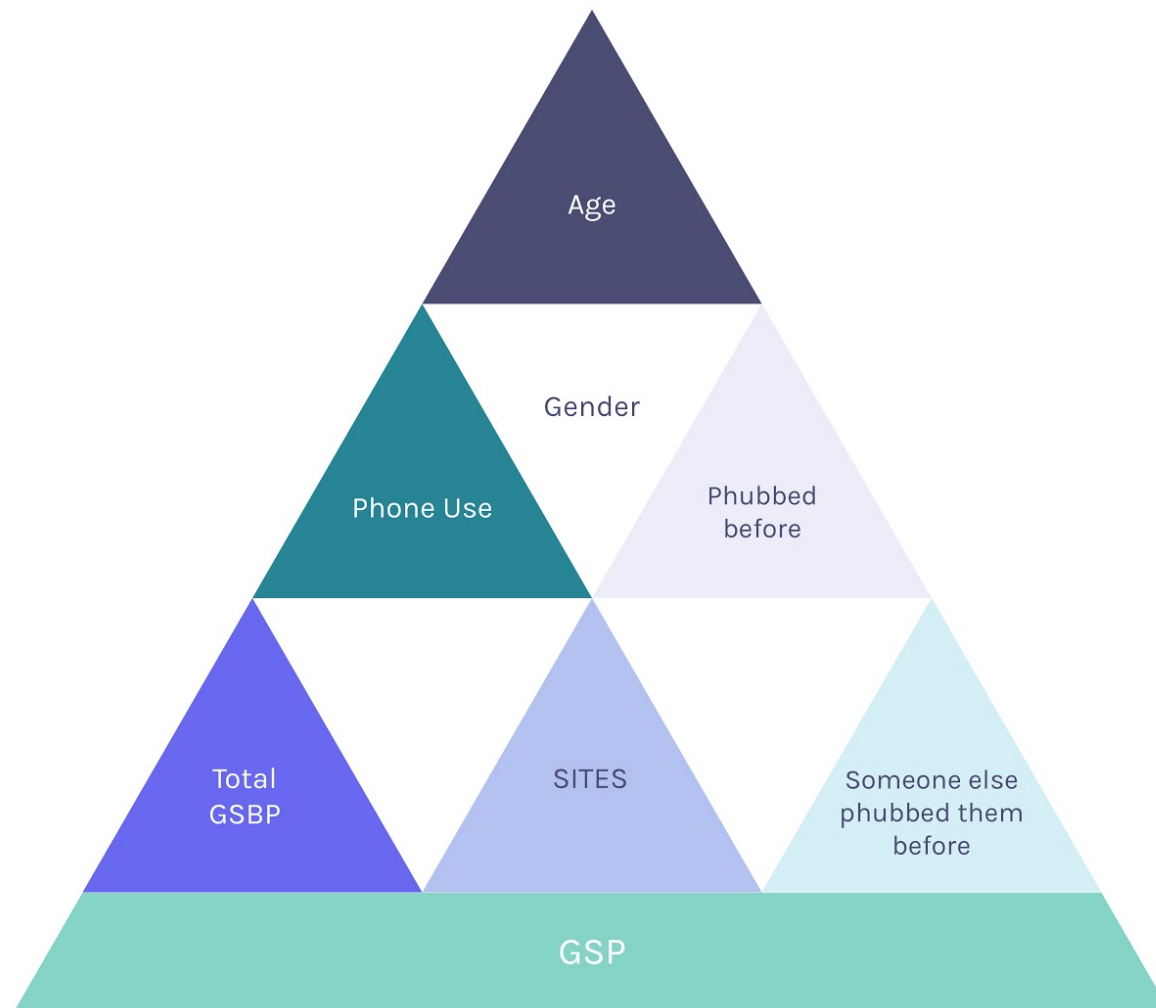 Age
Gender
Phone Use
Phubbed
before
Total
GSBP
SITES
Someone else
phubbed them
before
GSP